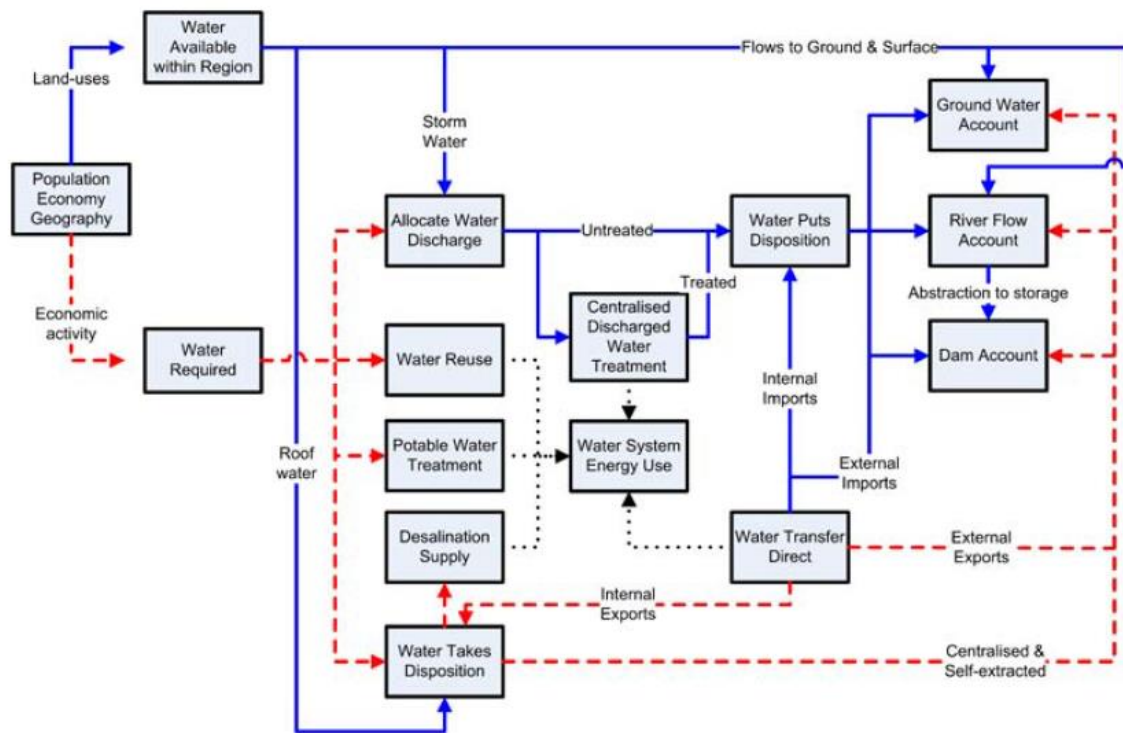 Water
Available
within Region
Flows to Ground & Surface
Land-uses
Ground Water
Account
Storm
Water
Population
Economy
Geography
Allocate Water
Discharge
Untreated
Water Puts
Disposition
River Flow
Account
Treated
Abstraction to storage
Economic
activity
Centralised
Discharged
Water
Treatment
Water
Required
Water Reuse
Dam Account
Internal
Imports
Roof
water
Potable Water
Treatment
Water System
Energy Use
External
Imports
Desalination
Supply
Water Transfer
Direct
External
Exports
Internal
Exports
Water Takes
Disposition
Centralised &
Self-extracted